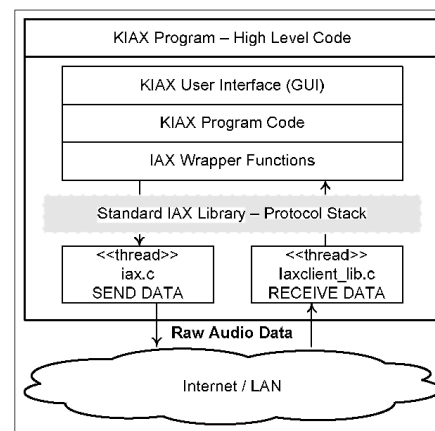 KIAX Program – High Level Code
KIAX User Interface (GUI)
KIAX Program Code
IAX Wrapper Functions
Standard IAX Library – Protocol Stack
<<thread>>
iax.c
SEND DATA
<<thread>>
Iaxclient_lib.c
RECEIVE DATA
Raw Audio Data
Internet / LAN